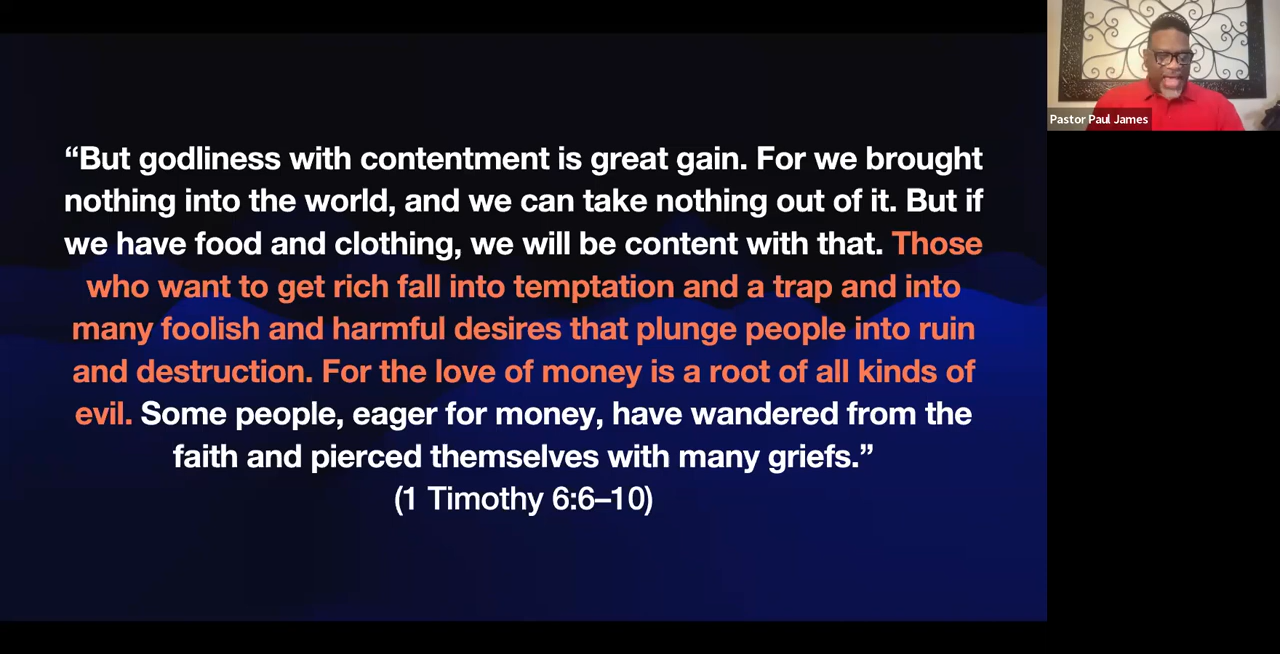 “But godliness with contentment is great gain. For we brought
nothing into the world, and we can take nothing out of it. But if
we have food and clothing, we will be content with that. Those
who want to get rich fall into temptation and a trap and into
many foolish and harmful desires that plunge people into ruin
and destruction. For the love of money is a root of all kinds of
evil. Some people, eager for money, have wandered from the
faith and pierced themselves with many griefs.”
(1 Timothy 6:6–10)
Pastor Paul James